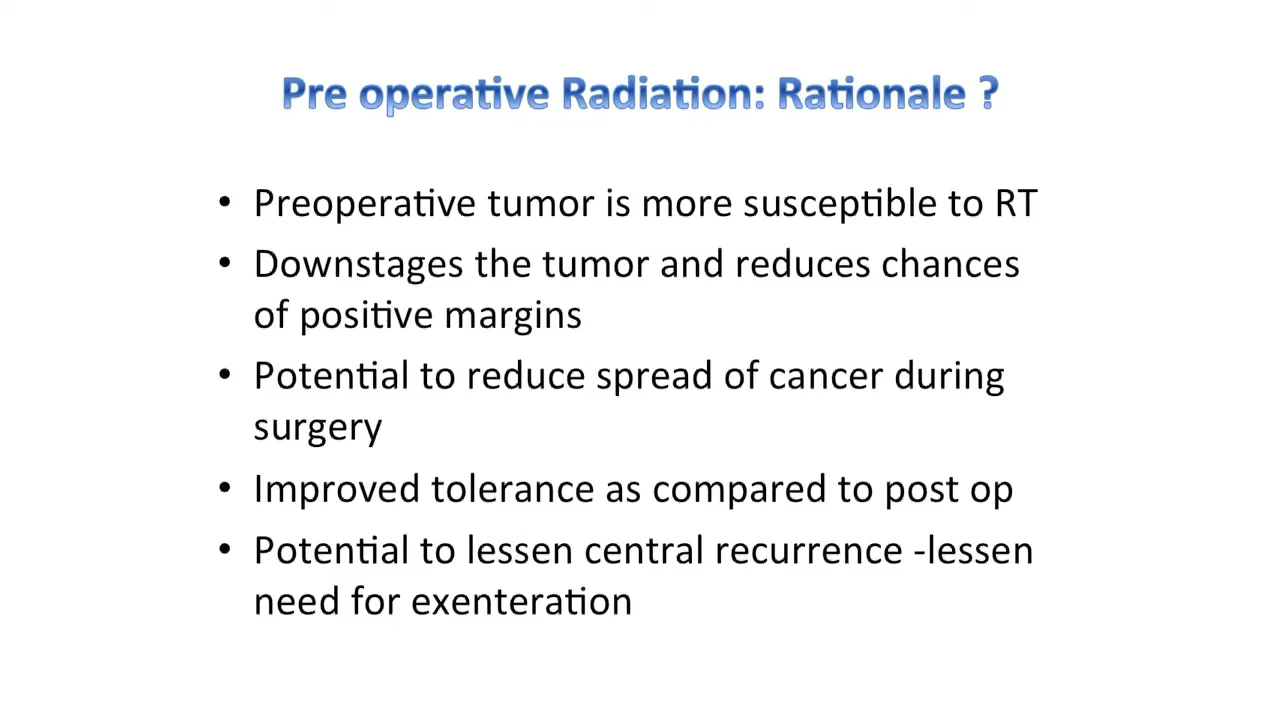 Pre operative Radiation: Rationale ?
• Preoperative tumor is more susceptible to RT
• Downstages the tumor and reduces chances
of positive margins
• Potential to reduce spread of cancer during
surgery
• Improved tolerance as compared to post op
• Potential to lessen central recurrence -lessen
need for exenteration